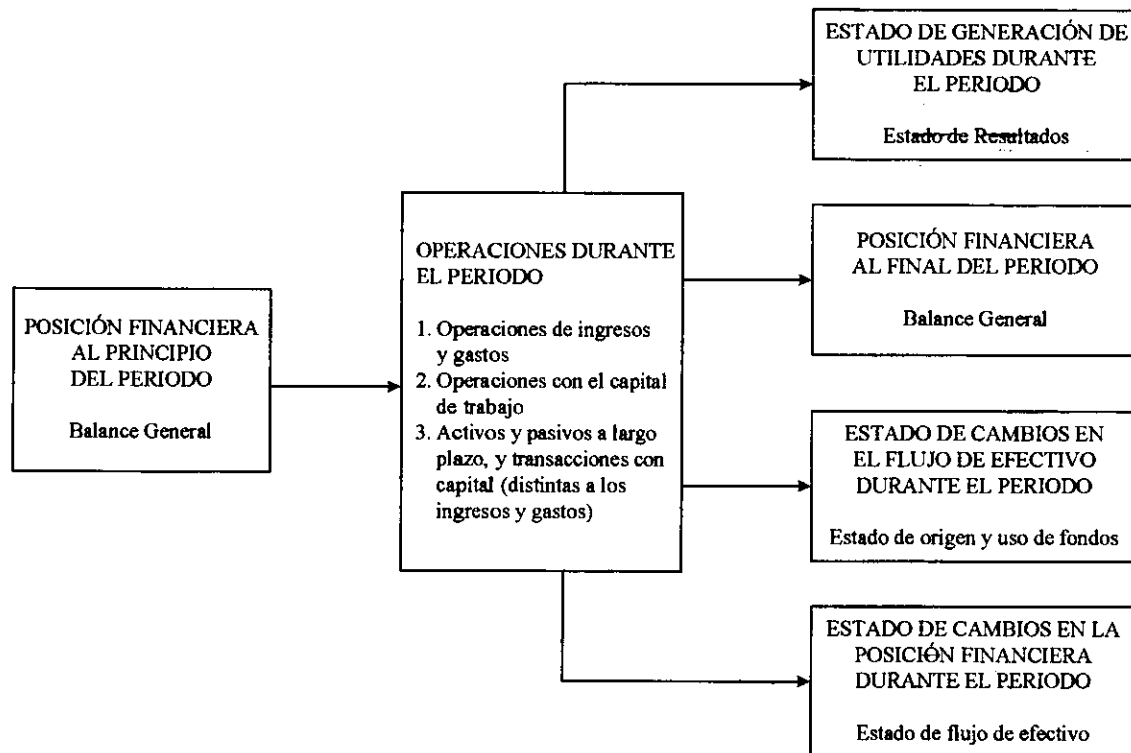 POSICIÓN FINANCIERA
AL PRINCIPIO
DEL PERIODO
Balance General
OPERACIONES DURANTE
EL PERIODO
1. Operaciones de ingresos
y gastos
2. Operaciones con el capital
de trabajo
3. Activos y pasivos a largo
plazo, y transacciones con
capital (distintas a los
ingresos y gastos)
ESTADO DE GENERACIÓN DE
UTILIDADES DURANTE
EL PERIODO
Estado de Resultados
POSICIÓN FINANCIERA
AL FINAL DEL PERIODO
Balance General
ESTADO DE CAMBIOS EN
EL FLUJO DE EFECTIVO
DURANTE EL PERIODO
Estado de origen y uso de fondos
ESTADO DE CAMBIOS EN LA
POSICIÓN FINANCIERA
DURANTE EL PERIODO
Estado de flujo de efectivo